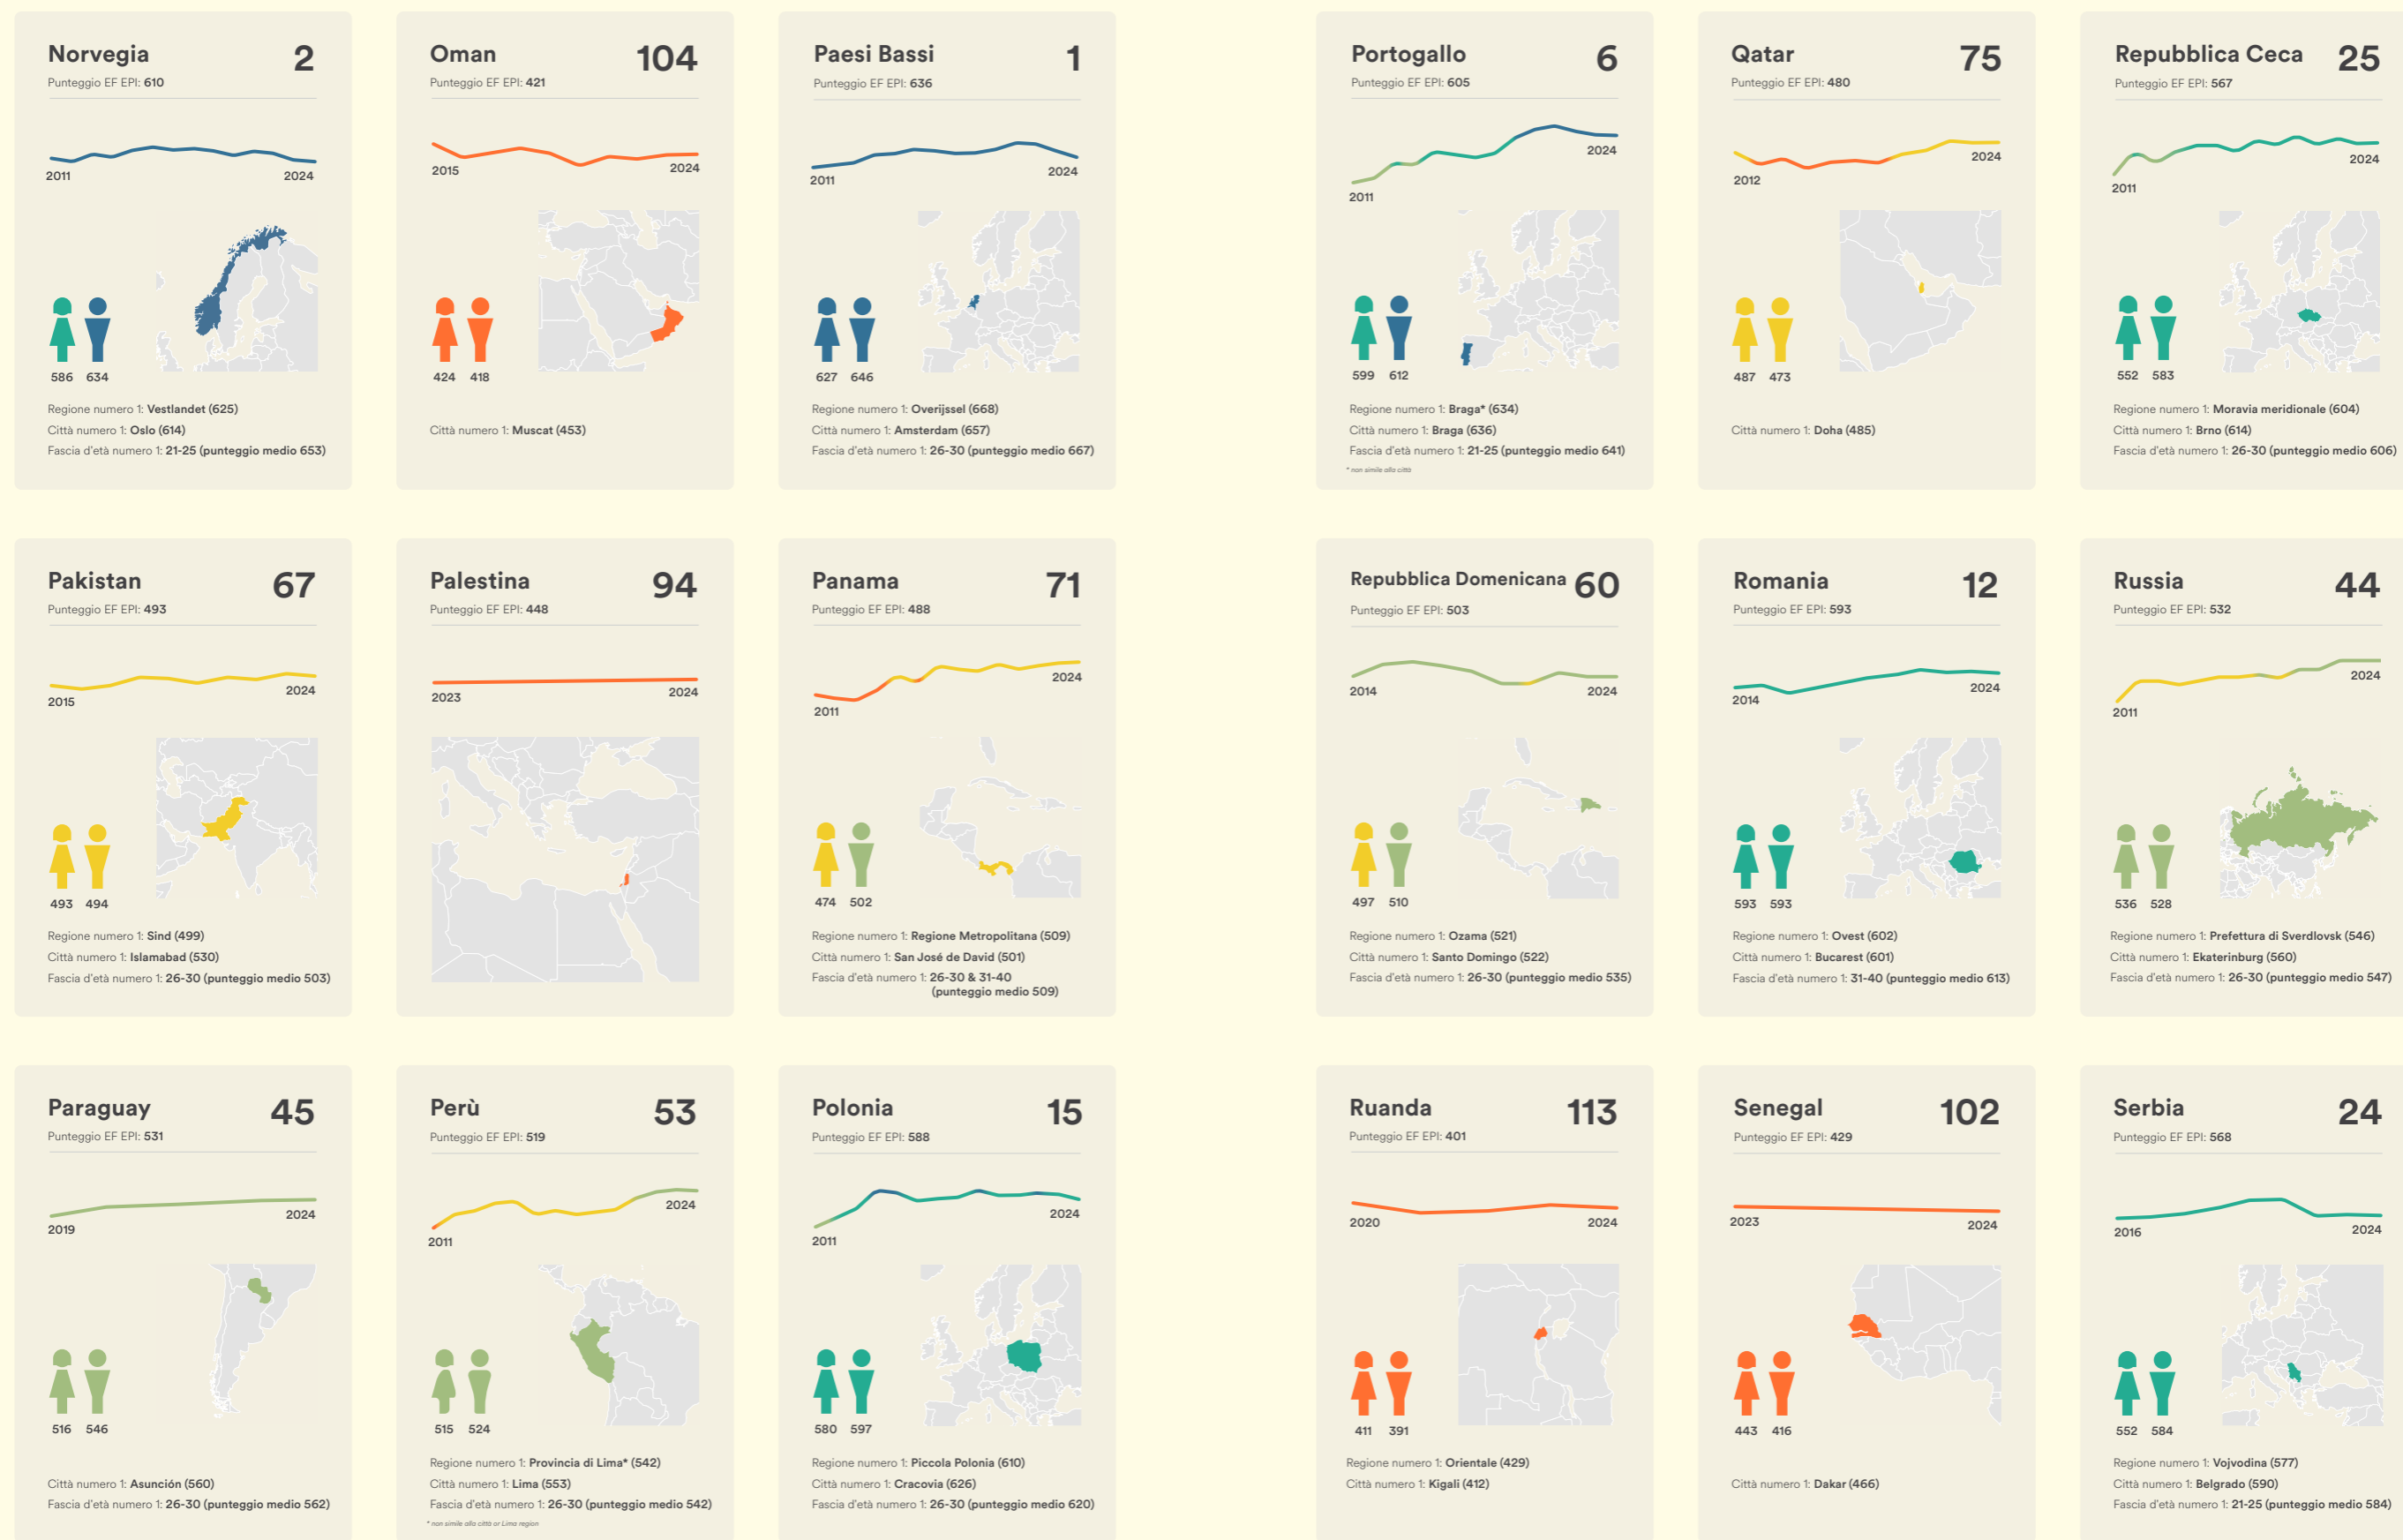 Norvegia 2
Punteggio EF EPI: 610
2011 2024
586 634
Regione numero 1: Vestlandet (625)
Città numero 1: Oslo (614)
Fascia d'età numero 1: 21-25 (punteggio medio 653)
Oman 104
Punteggio EF EPI: 421
2015 2024
424 418
Città numero 1: Muscat (453)
Paesi Bassi 1
Punteggio EF EPI: 636
2011 2024
627 646
Regione numero 1: Overijssel (668)
Città numero 1: Amsterdam (657)
Fascia d'età numero 1: 26-30 (punteggio medio 667)
Portogallo 6
Punteggio EF EPI: 605
2011 2024
599 612
Regione numero 1: Braga* (634)
Città numero 1: Braga (636)
Fascia d'età numero 1: 21-25 (punteggio medio 641)
* non simile alla città
Qatar 75
Punteggio EF EPI: 480
2012 2024
487 473
Città numero 1: Doha (485)
Repubblica Ceca 25
Punteggio EF EPI: 567
2011 2024
552 583
Regione numero 1: Moravia meridionale (604)
Città numero 1: Brno (614)
Fascia d'età numero 1: 26-30 (punteggio medio 606)
Pakistan 67
Punteggio EF EPI: 493
2015 2024
493 494
Regione numero 1: Sind (499)
Città numero 1: Islamabad (530)
Fascia d'età numero 1: 26-30 (punteggio medio 503)
Palestina 94
Punteggio EF EPI: 448
2023 2024
Panama 71
Punteggio EF EPI: 488
2011 2024
474 502
Regione numero 1: Regione Metropolitana (509)
Città numero 1: San José de David (501)
Fascia d'età numero 1: 26-30 & 31-40
(punteggio medio 509)
Repubblica Domenicana 60
Punteggio EF EPI: 503
2014 2024
497 510
Regione numero 1: Ozama (521)
Città numero 1: Santo Domingo (522)
Fascia d'età numero 1: 26-30 (punteggio medio 535)
Romania 12
Punteggio EF EPI: 593
2014 2024
593 593
Regione numero 1: Ovest (602)
Città numero 1: Bucarest (601)
Fascia d'età numero 1: 31-40 (punteggio medio 613)
Russia 44
Punteggio EF EPI: 532
2011 2024
536 528
Regione numero 1: Prefettura di Sverdlovsk (546)
Città numero 1: Ekaterinburg (560)
Fascia d'età numero 1: 26-30 (punteggio medio 547)
Paraguay 45
Punteggio EF EPI: 531
2019 2024
516 546
Città numero 1: Asunción (560)
Fascia d'età numero 1: 26-30 (punteggio medio 562)
Perù 53
Punteggio EF EPI: 519
2011 2024
515 524
Regione numero 1: Provincia di Lima* (542)
Città numero 1: Lima (553)
Fascia d'età numero 1: 26-30 (punteggio medio 542)
* non simile alla città or Lima region
Polonia 15
Punteggio EF EPI: 588
2011 2024
580 597
Regione numero 1: Piccola Polonia (610)
Città numero 1: Cracovia (626)
Fascia d'età numero 1: 26-30 (punteggio medio 620)
Ruanda 113
Punteggio EF EPI: 401
2020 2024
411 391
Regione numero 1: Orientale (429)
Città numero 1: Kigali (412)
Senegal 102
Punteggio EF EPI: 429
2023 2024
443 416
Città numero 1: Dakar (466)
Serbia 24
Punteggio EF EPI: 568
2016 2024
552 584
Regione numero 1: Vojvodina (577)
Città numero 1: Belgrado (590)
Fascia d'età numero 1: 21-25 (punteggio medio 584)